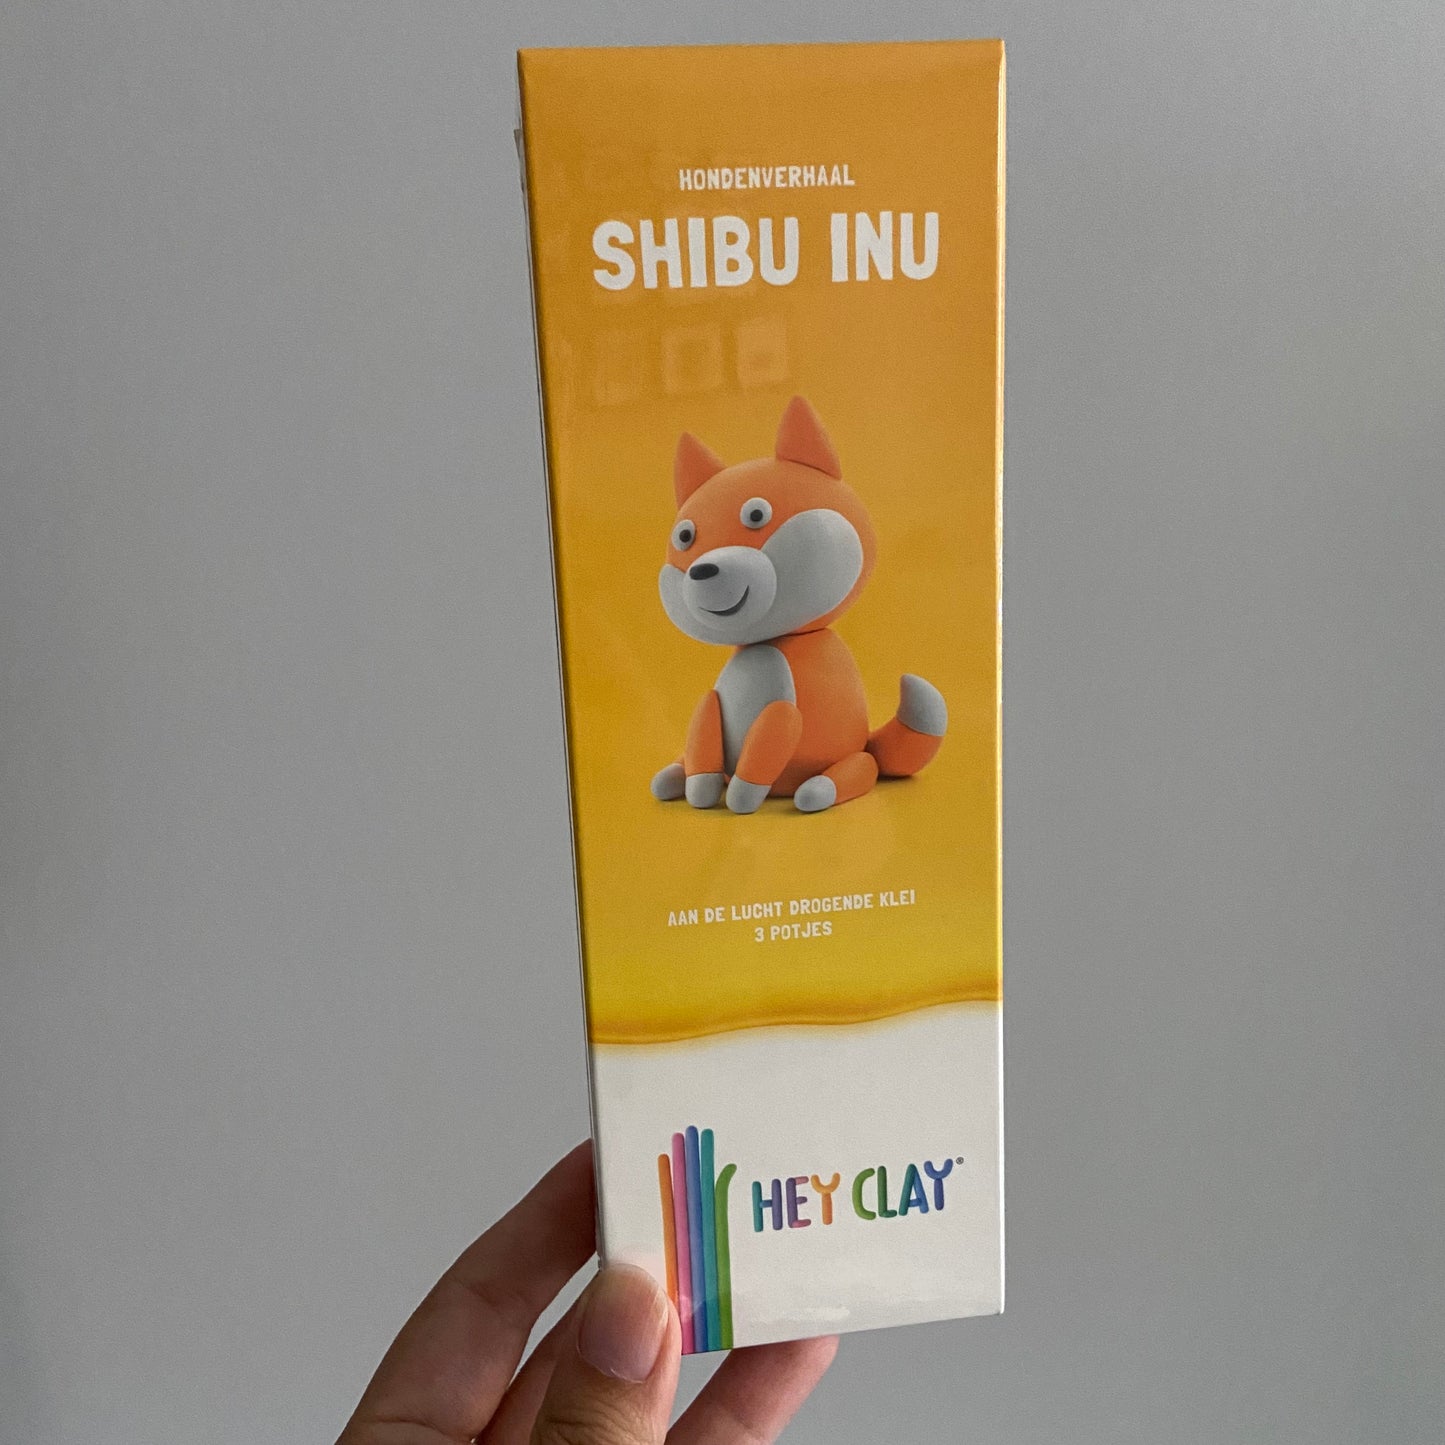 HONDENVERHAAL
SHIBU INU
AAN DE LUCHT DROGENDE KLEI
3 POTJES
HEY CLAY®